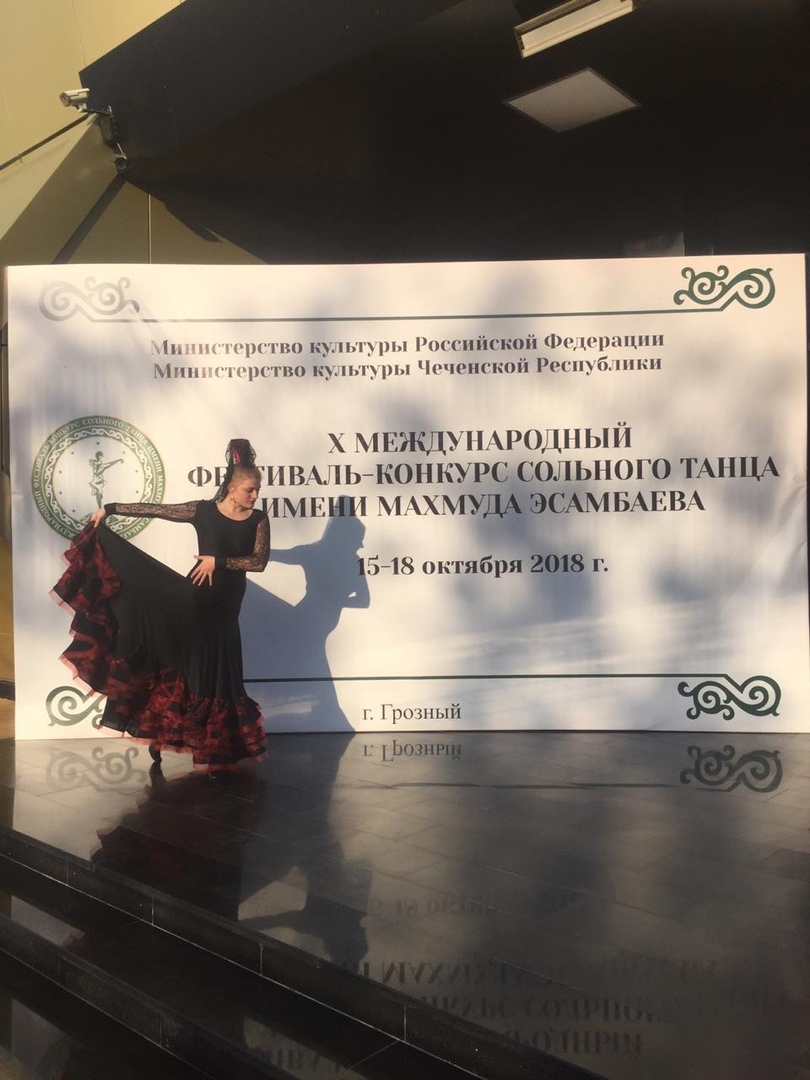 Министерство культуры Российской Федерации
Министерство культуры Чеченской Республики
X МЕЖДУНАРОДНЫЙ
ФЕСТИВАЛЬ-КОНКУРС СОЛЬНОГО ТАНЦА
ИМЕНИ МАХМУДА ЭСАМБАЕВА
15-18 октября 2018 г.
г. Грозный